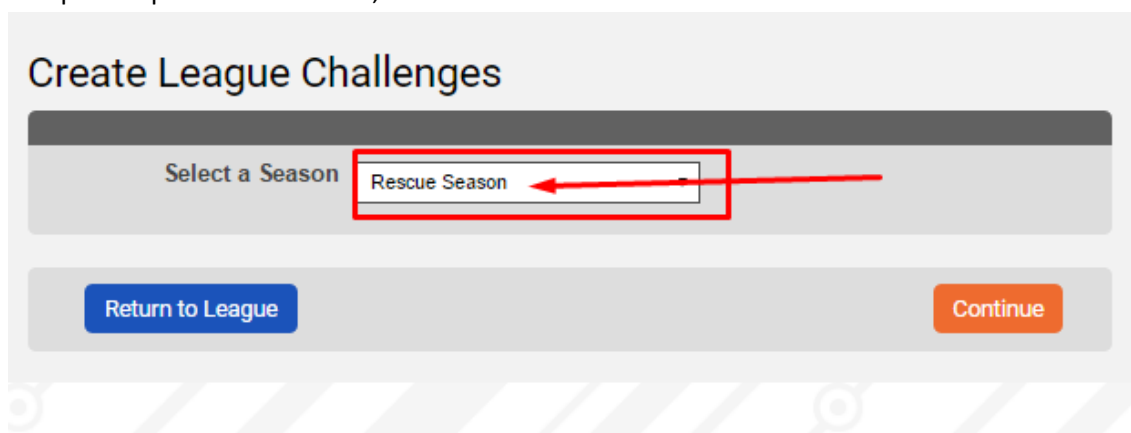 Create League Challenges
Select a Season
Rescue Season
Return to League
Continue